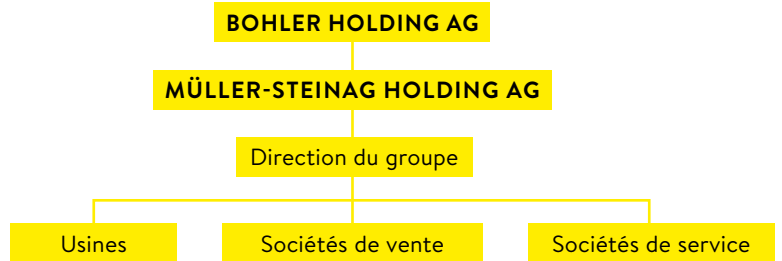 BOHLER HOLDING AG
MÜLLER-STEINAG HOLDING AG
Direction du groupe
Usines
Sociétés de vente
Sociétés de service